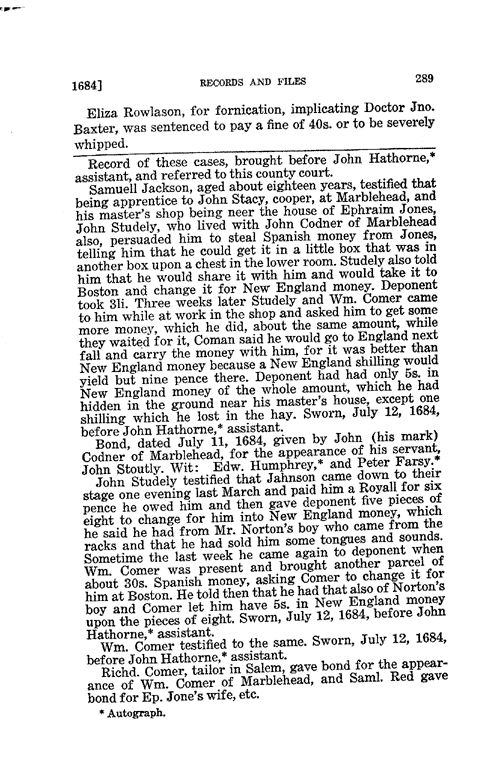 1684] RECORDS AND FILES 289
Eliza Rowlason, for fornication, implicating Doctor Jno.
Baxter, was sentenced to pay a fine of 40s. or to be severely
whipped.
Record of these cases, brought before John Hathorne,*
assistant, and referred to this county court.
Samuell Jackson, aged about eighteen years, testified that
being apprentice to John Stacy, cooper, at Marblehead, and
his master's shop being neer the house of Ephraim Jones,
John Studely, who lived with John Codner of Marblehead
also, persuaded him to steal Spanish money from Jones,
telling him that he could get it in a little box that was in
another box upon a chest in the lower room. Studely also told
him that he would share it with him and would take it to
Boston and change it for New England money. Deponent
took 3li. Three weeks later Studely and Wm. Comer came
to him while at work in the shop and asked him to get some
more money, which he did, about the same amount, while
they waited for it, Coman said he would go to England next
fall and carry the money with him, for it was better than
New England money because a New England shilling would
yield but nine pence there. Deponent had had only 5s. in
New England money of the whole amount, which he had
hidden in the ground near his master's house, except one
shilling which he lost in the hay. Sworn, July 12, 1684,
before John Hathorne,* assistant.
Bond, dated July 11, 1684, given by John (his mark)
Codner of Marblehead, for the appearance of his servant,
John Stoutly. Wit: Edw. Humphrey,* and Peter Farsy.*
John Studely testified that Jahnson came down to their
stage one evening last March and paid him a Royall for six
pence he owed him and then gave deponent five pieces of
eight to change for him into New England money, which
he said he had from Mr. Norton's boy who came from the
racks and that he had sold him some tongues and sounds.
Sometime the last week he came again to deponent when
Wm. Comer was present and brought another parcel of
about 30s. Spanish money, asking Comer to change it for
him at Boston. He told then that he had that also of Norton's
boy and Comer let him have 5s. in New England money
upon the pieces of eight. Sworn, July 12, 1684, before John
Hathorne,* assistant.
Wm. Comer testified to the same. Sworn, July 12, 1684,
before John Hathorne,* assistant.
Richd. Comer, tailor in Salem, gave bond for the appear-
ance of Wm. Comer of Marblehead, and Saml. Red gave
bond for Ep. Jone's wife, etc.
* Autograph.